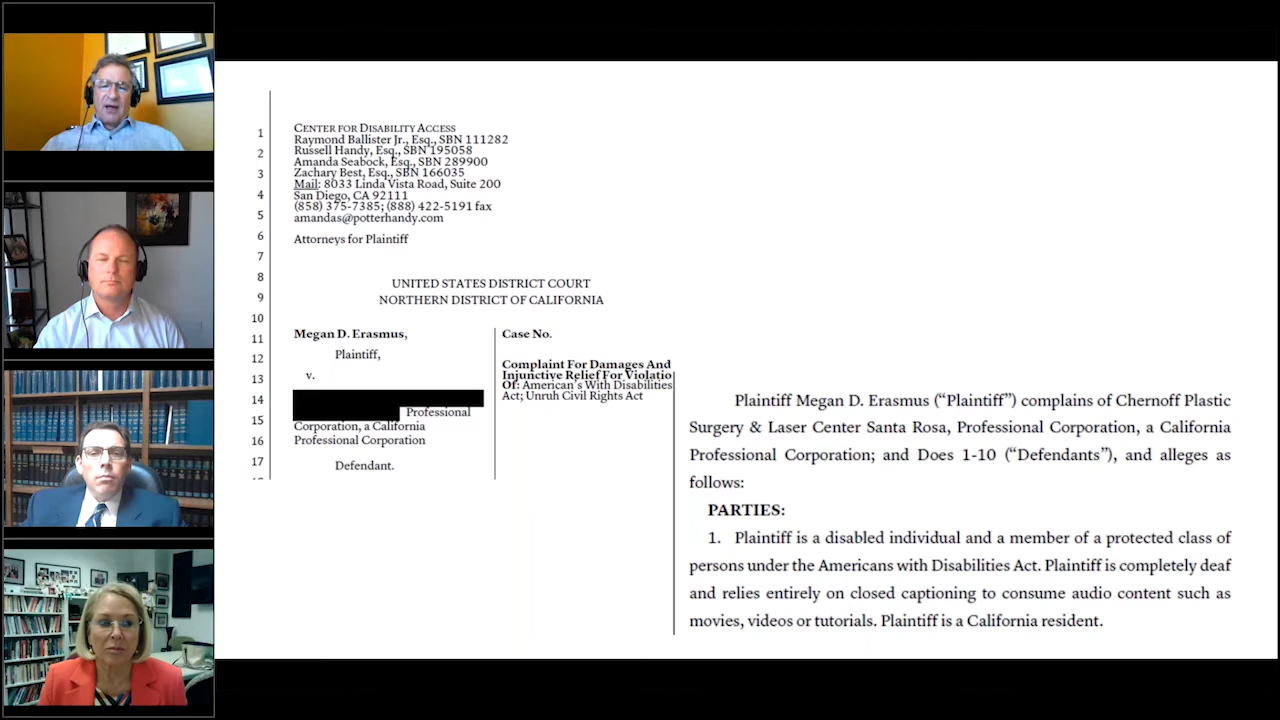 1
2
3
4
5
6
7
8
9
10
11
12
13
14
15
16
17
CENTER FOR DISABILITY ACCESS
Raymond Ballister Jr., Esq., SBN 111282
Russell Handy, Esq., SBN 195058
Amanda Seabock, Esq., SBN 289900
Zachary Best, Esq., SBN 166035
Mail: 8033 Linda Vista Road, Suite 200
San Diego, CA 92111
(858) 375-7385; (888) 422-5191 fax
amandas@potterhandy.com
Attorneys for Plaintiff
UNITED STATES DISTRICT COURT
NORTHERN DISTRICT OF CALIFORNIA
Megan D. Erasmus,
Plaintiff,
v.
Professional
Corporation, a California
Professional Corporation
Defendant.
Case No.
Complaint For Damages And
Injunctive Relief For Violatio
Of: American's With Disabilities
Act; Unruh Civil Rights Act
Plaintiff Megan D. Erasmus (“Plaintiff”) complains of Chernoff Plastic
Surgery & Laser Center Santa Rosa, Professional Corporation, a California
Professional Corporation; and Does 1-10 (“Defendants”), and alleges as
follows:
PARTIES:
1. Plaintiff is a disabled individual and a member of a protected class of
persons under the Americans with Disabilities Act. Plaintiff is completely deaf
and relies entirely on closed captioning to consume audio content such as
movies, videos or tutorials. Plaintiff is a California resident.